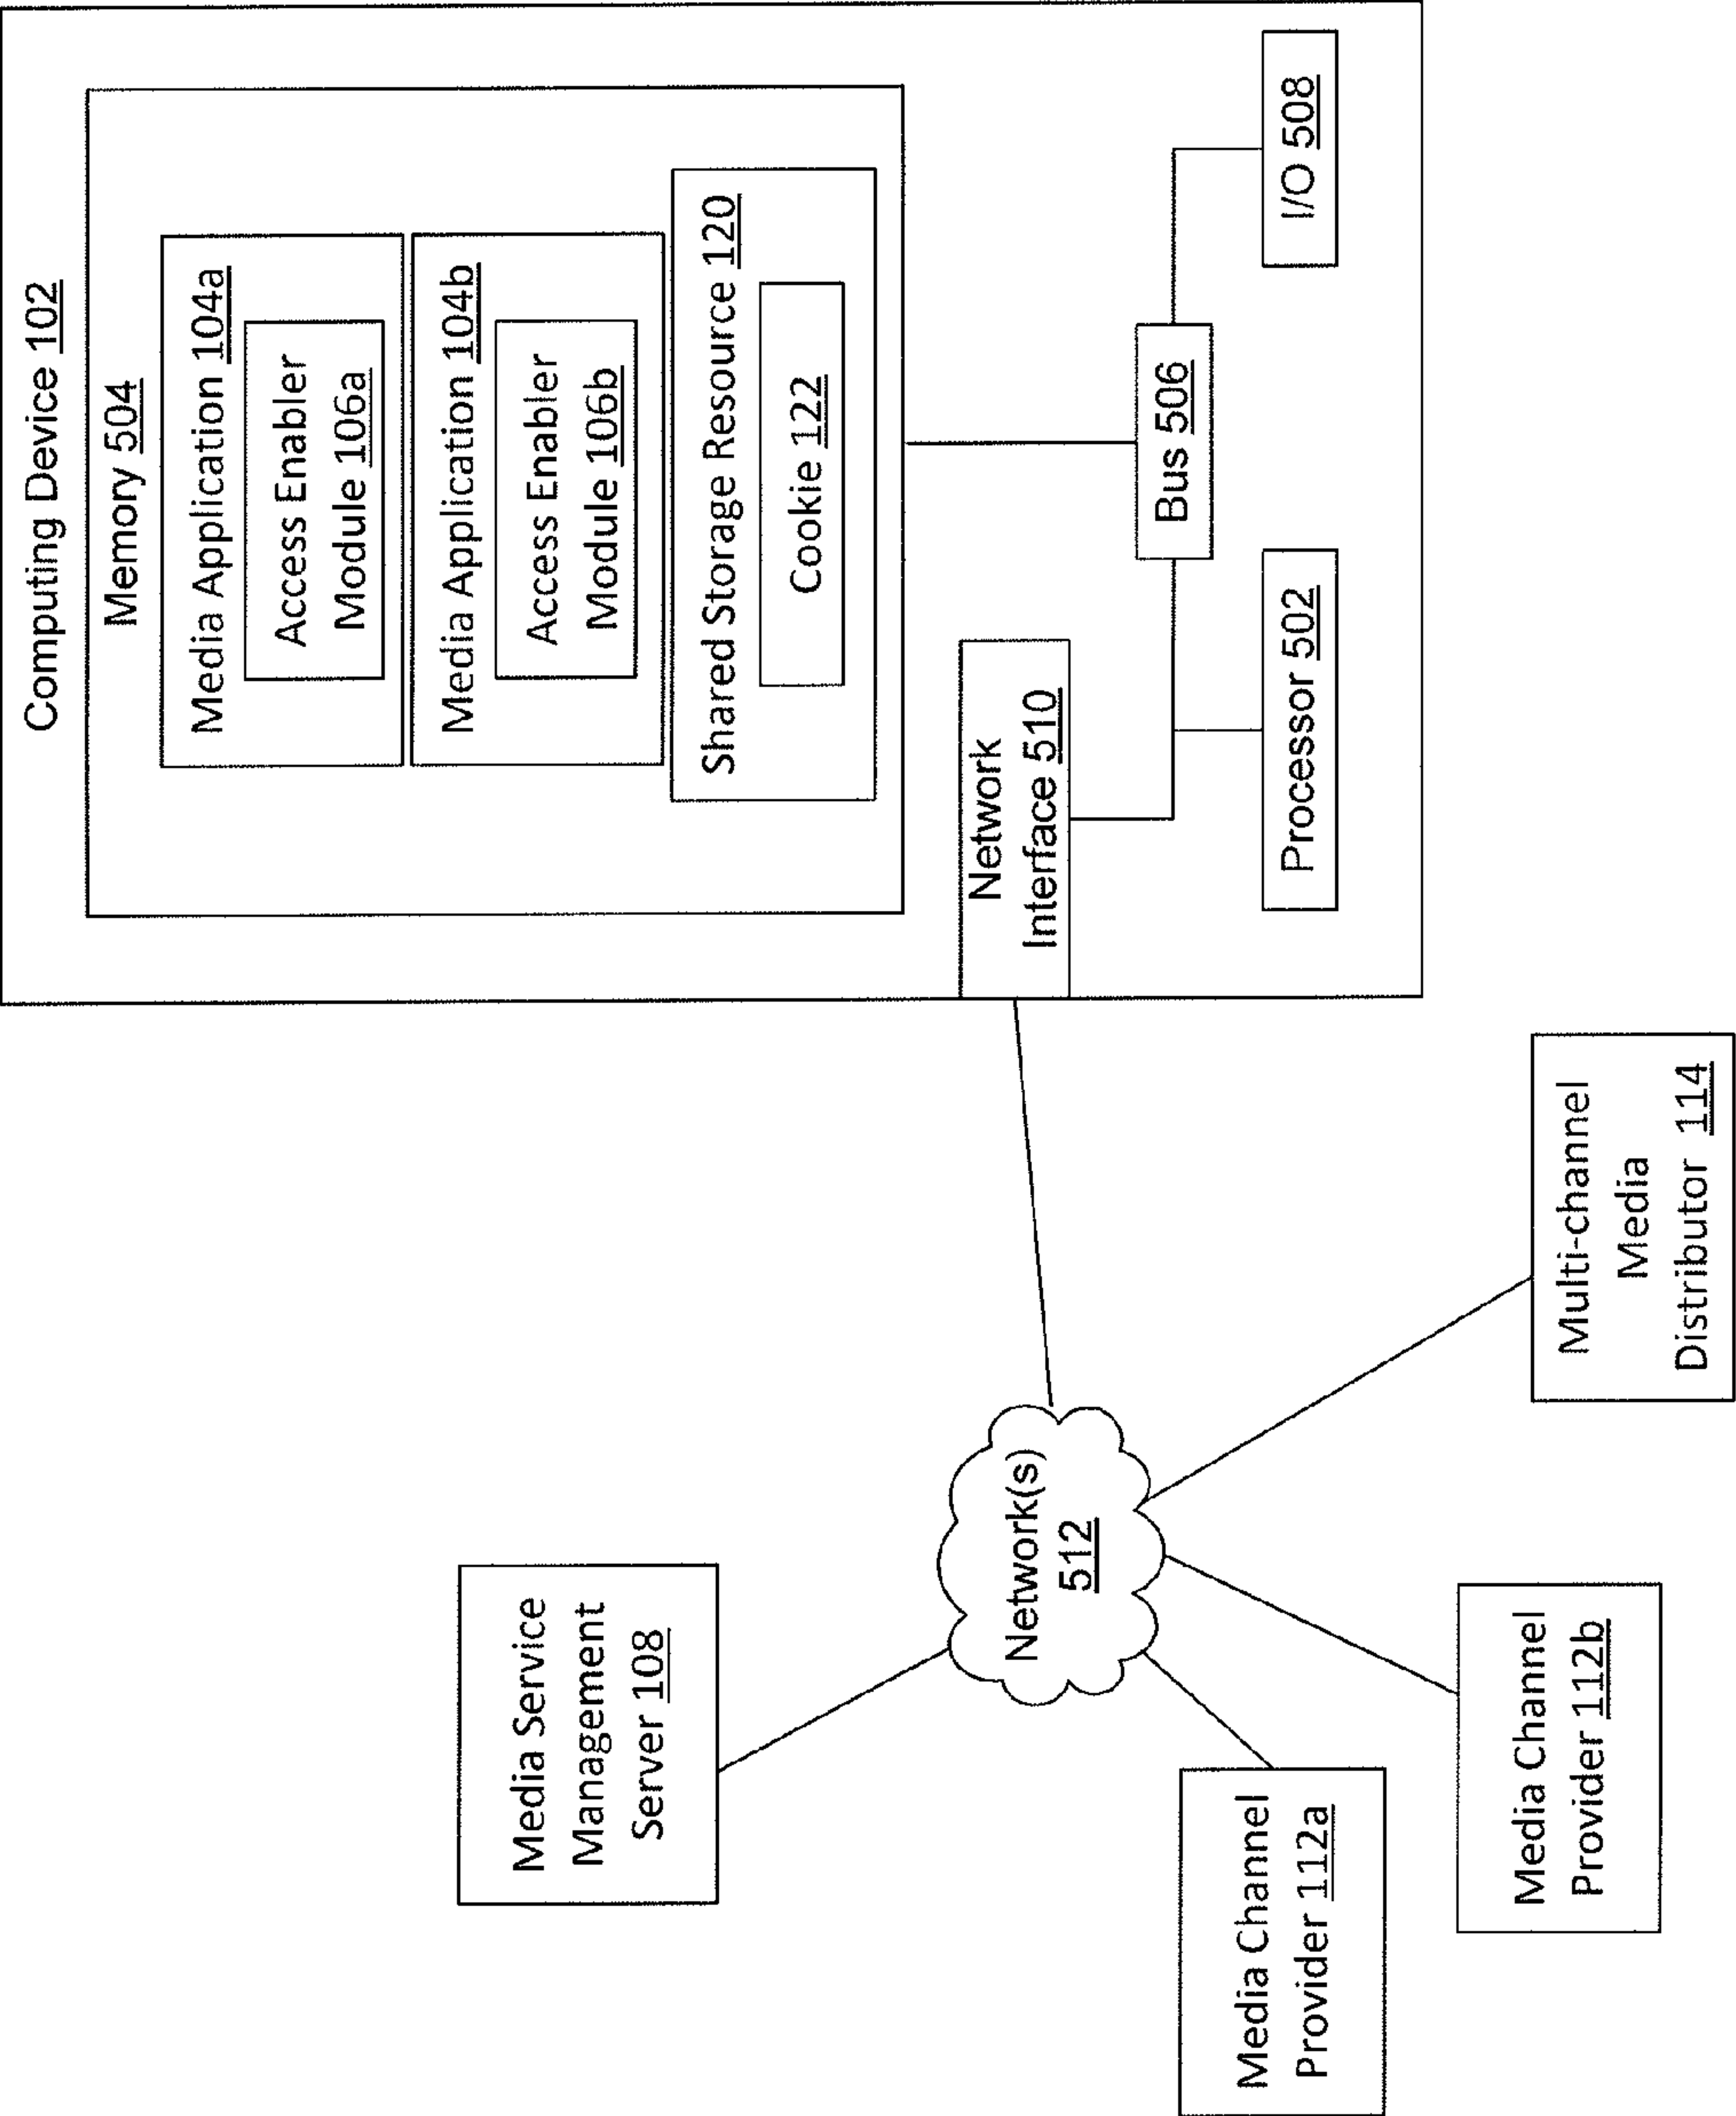 Computing Device 102
Memory 504
Media Application 104a
Access Enabler
Module 106a
Media Application 104b
Access Enabler
Module 106b
Shared Storage Resource 120
Cookie 122
Network
Interface 510
Bus 506
Processor 502
I/O 508
Media Service
Management
Server 108
Network(s)
512
Media Channel
Provider 112a
Media Channel
Provider 112b
Multi-channel
Media
Distributor 114